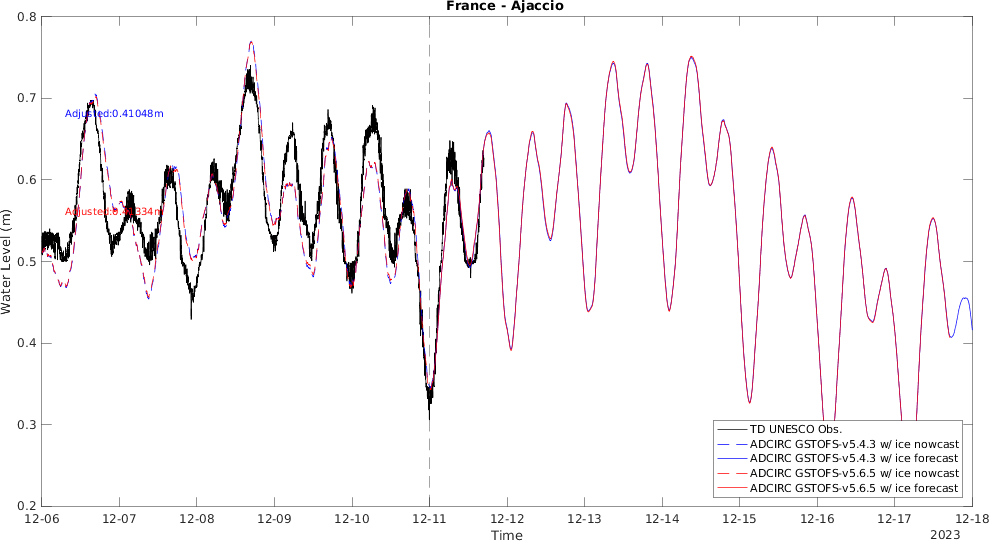 France - Ajaccio
0.8
0.7
0.6
0.5
0.4
0.3
0.2
Water Level (m)
Adjusted:0.41048m
12-06
12-07
12-08
12-09
12-10
12-11
12-12
12-13
12-14
12-15
12-16
12-17
12-18
Time
2023
TD UNESCO Obs.
ADCIRC GSTOFS-v5.4.3 w/ ice nowcast
ADCIRC GSTOFS-v5.4.3 w/ ice forecast
ADCIRC GSTOFS-v5.6.5 w/ ice nowcast
ADCIRC GSTOFS-v5.6.5 w/ ice forecast